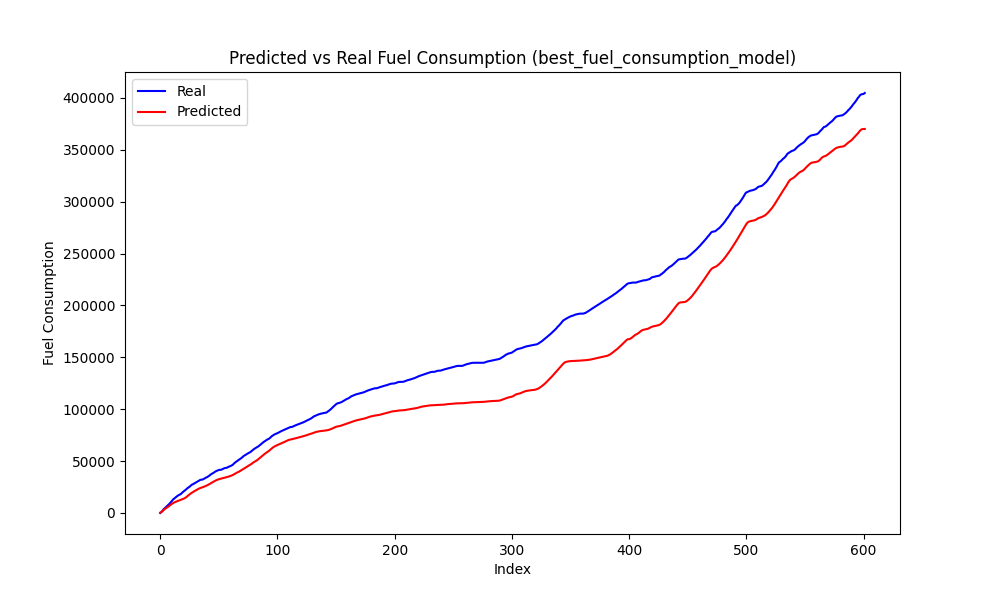 Predicted vs Real Fuel Consumption (best_fuel_consumption_model)
Real
Predicted
400000
350000
300000
250000
200000
150000
100000
50000
0
Fuel Consumption
0 100 200 300 400 500 600
Index